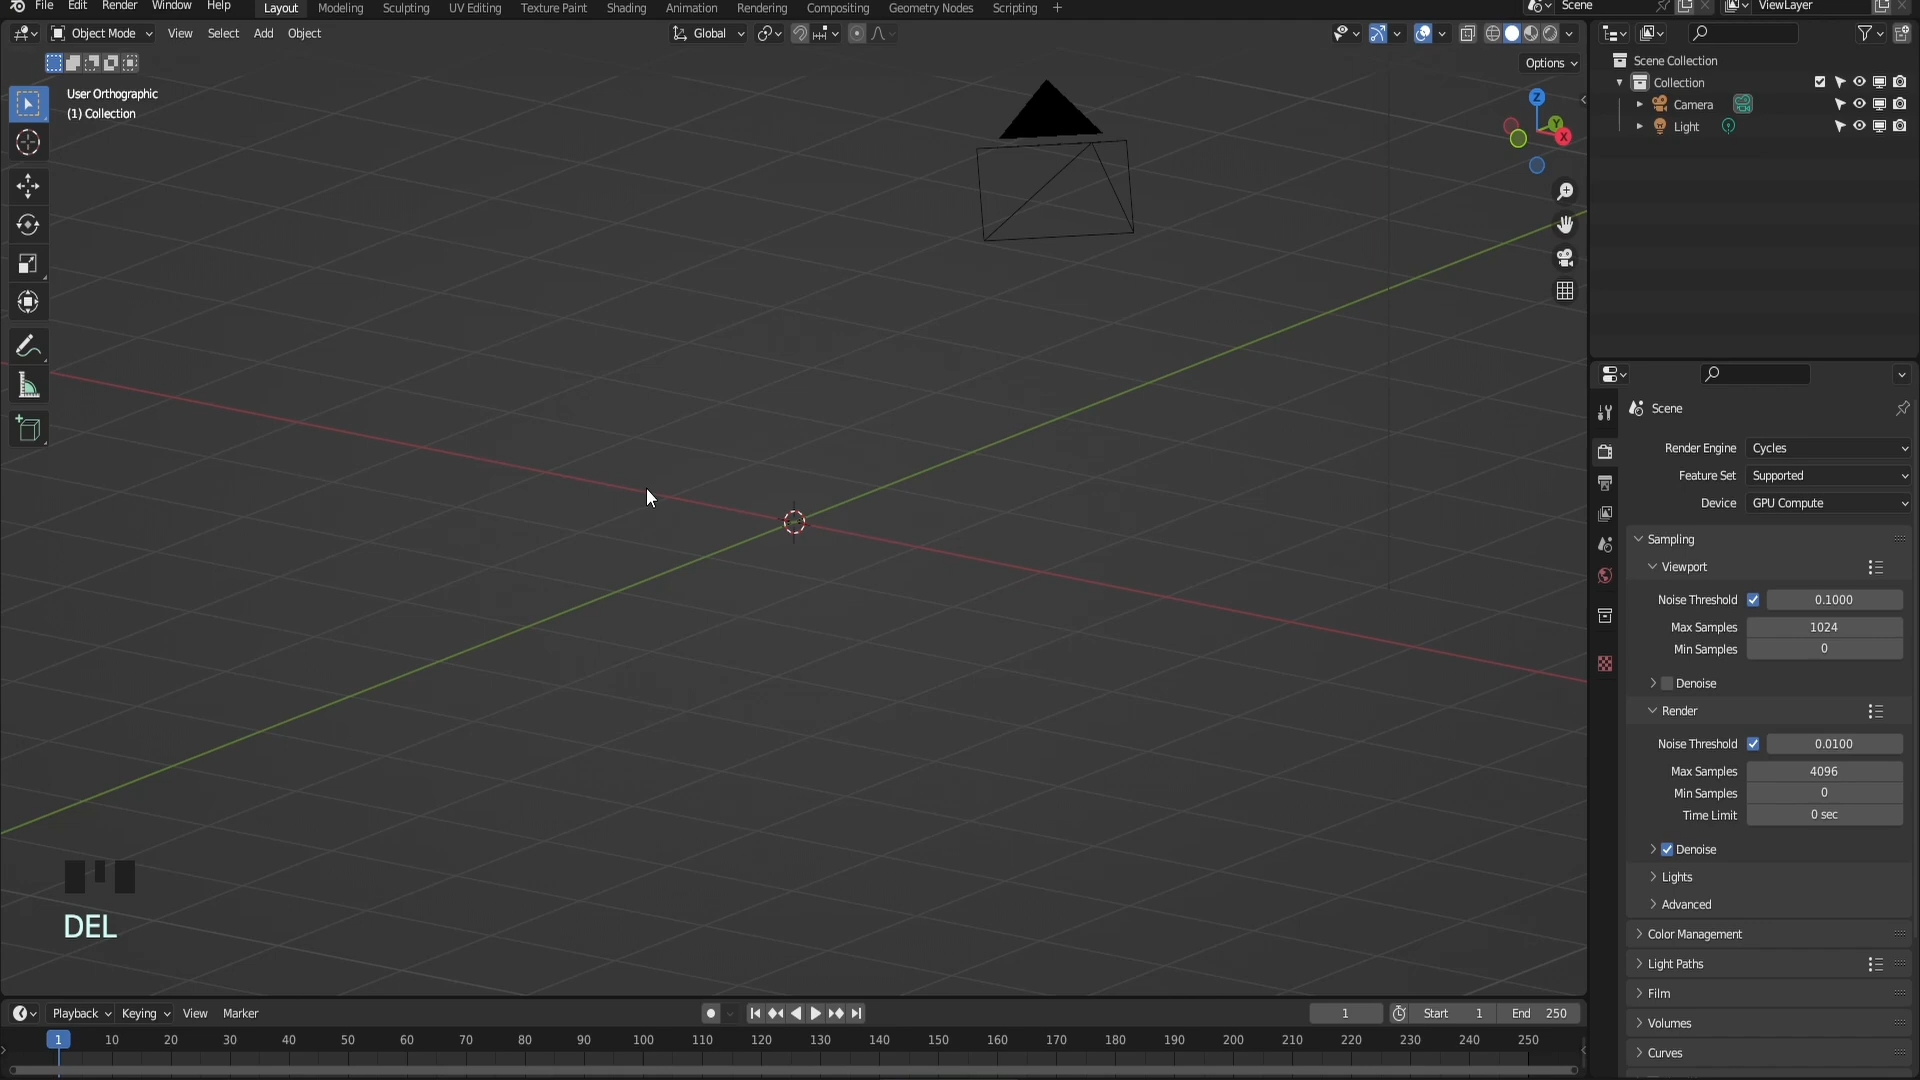 File Edit Render Window Help Layout Modeling Sculpting UV Editing Texture Paint Shading Animation Rendering Compositing Geometry Nodes Scripting + Scene ViewLayer
Object Mode View Select Add Object Global
Options
User Orthographic
(1) Collection
Z
Y
X
DEL
Scene Collection
Collection
Camera
Light
Scene
Render Engine Cycles
Feature Set Supported
Device GPU Compute
Sampling
Viewport
Noise Threshold 0.1000
Max Samples 1024
Min Samples 0
Denoise
Render
Noise Threshold 0.0100
Max Samples 4096
Min Samples 0
Time Limit 0 sec
Denoise
Lights
Advanced
Color Management
Light Paths
Film
Volumes
Curves
Playback Keying View Marker 1 Start 1 End 250
1 10 20 30 40 50 60 70 80 90 100 110 120 130 140 150 160 170 180 190 200 210 220 230 240 250